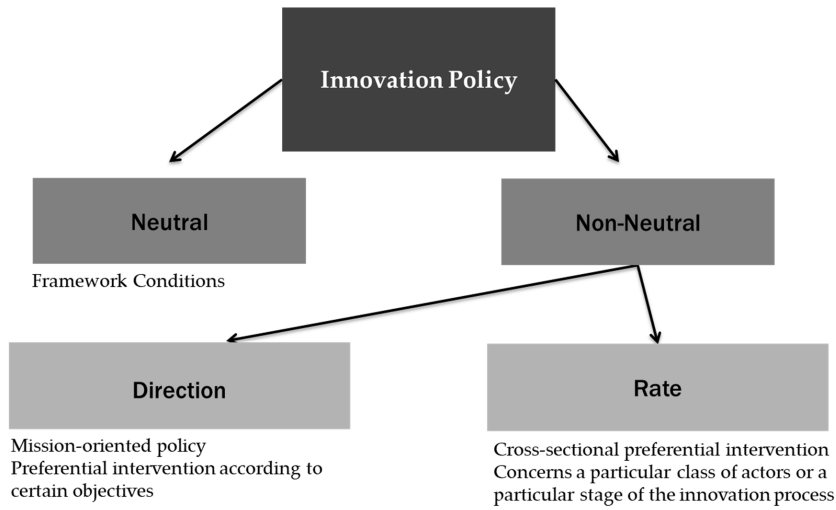 Innovation Policy
Neutral
Non-Neutral
Framework Conditions
Direction
Rate
Mission-oriented policy
Preferential intervention according to
certain objectives
Cross-sectional preferential intervention
Concerns a particular class of actors or a
particular stage of the innovation process